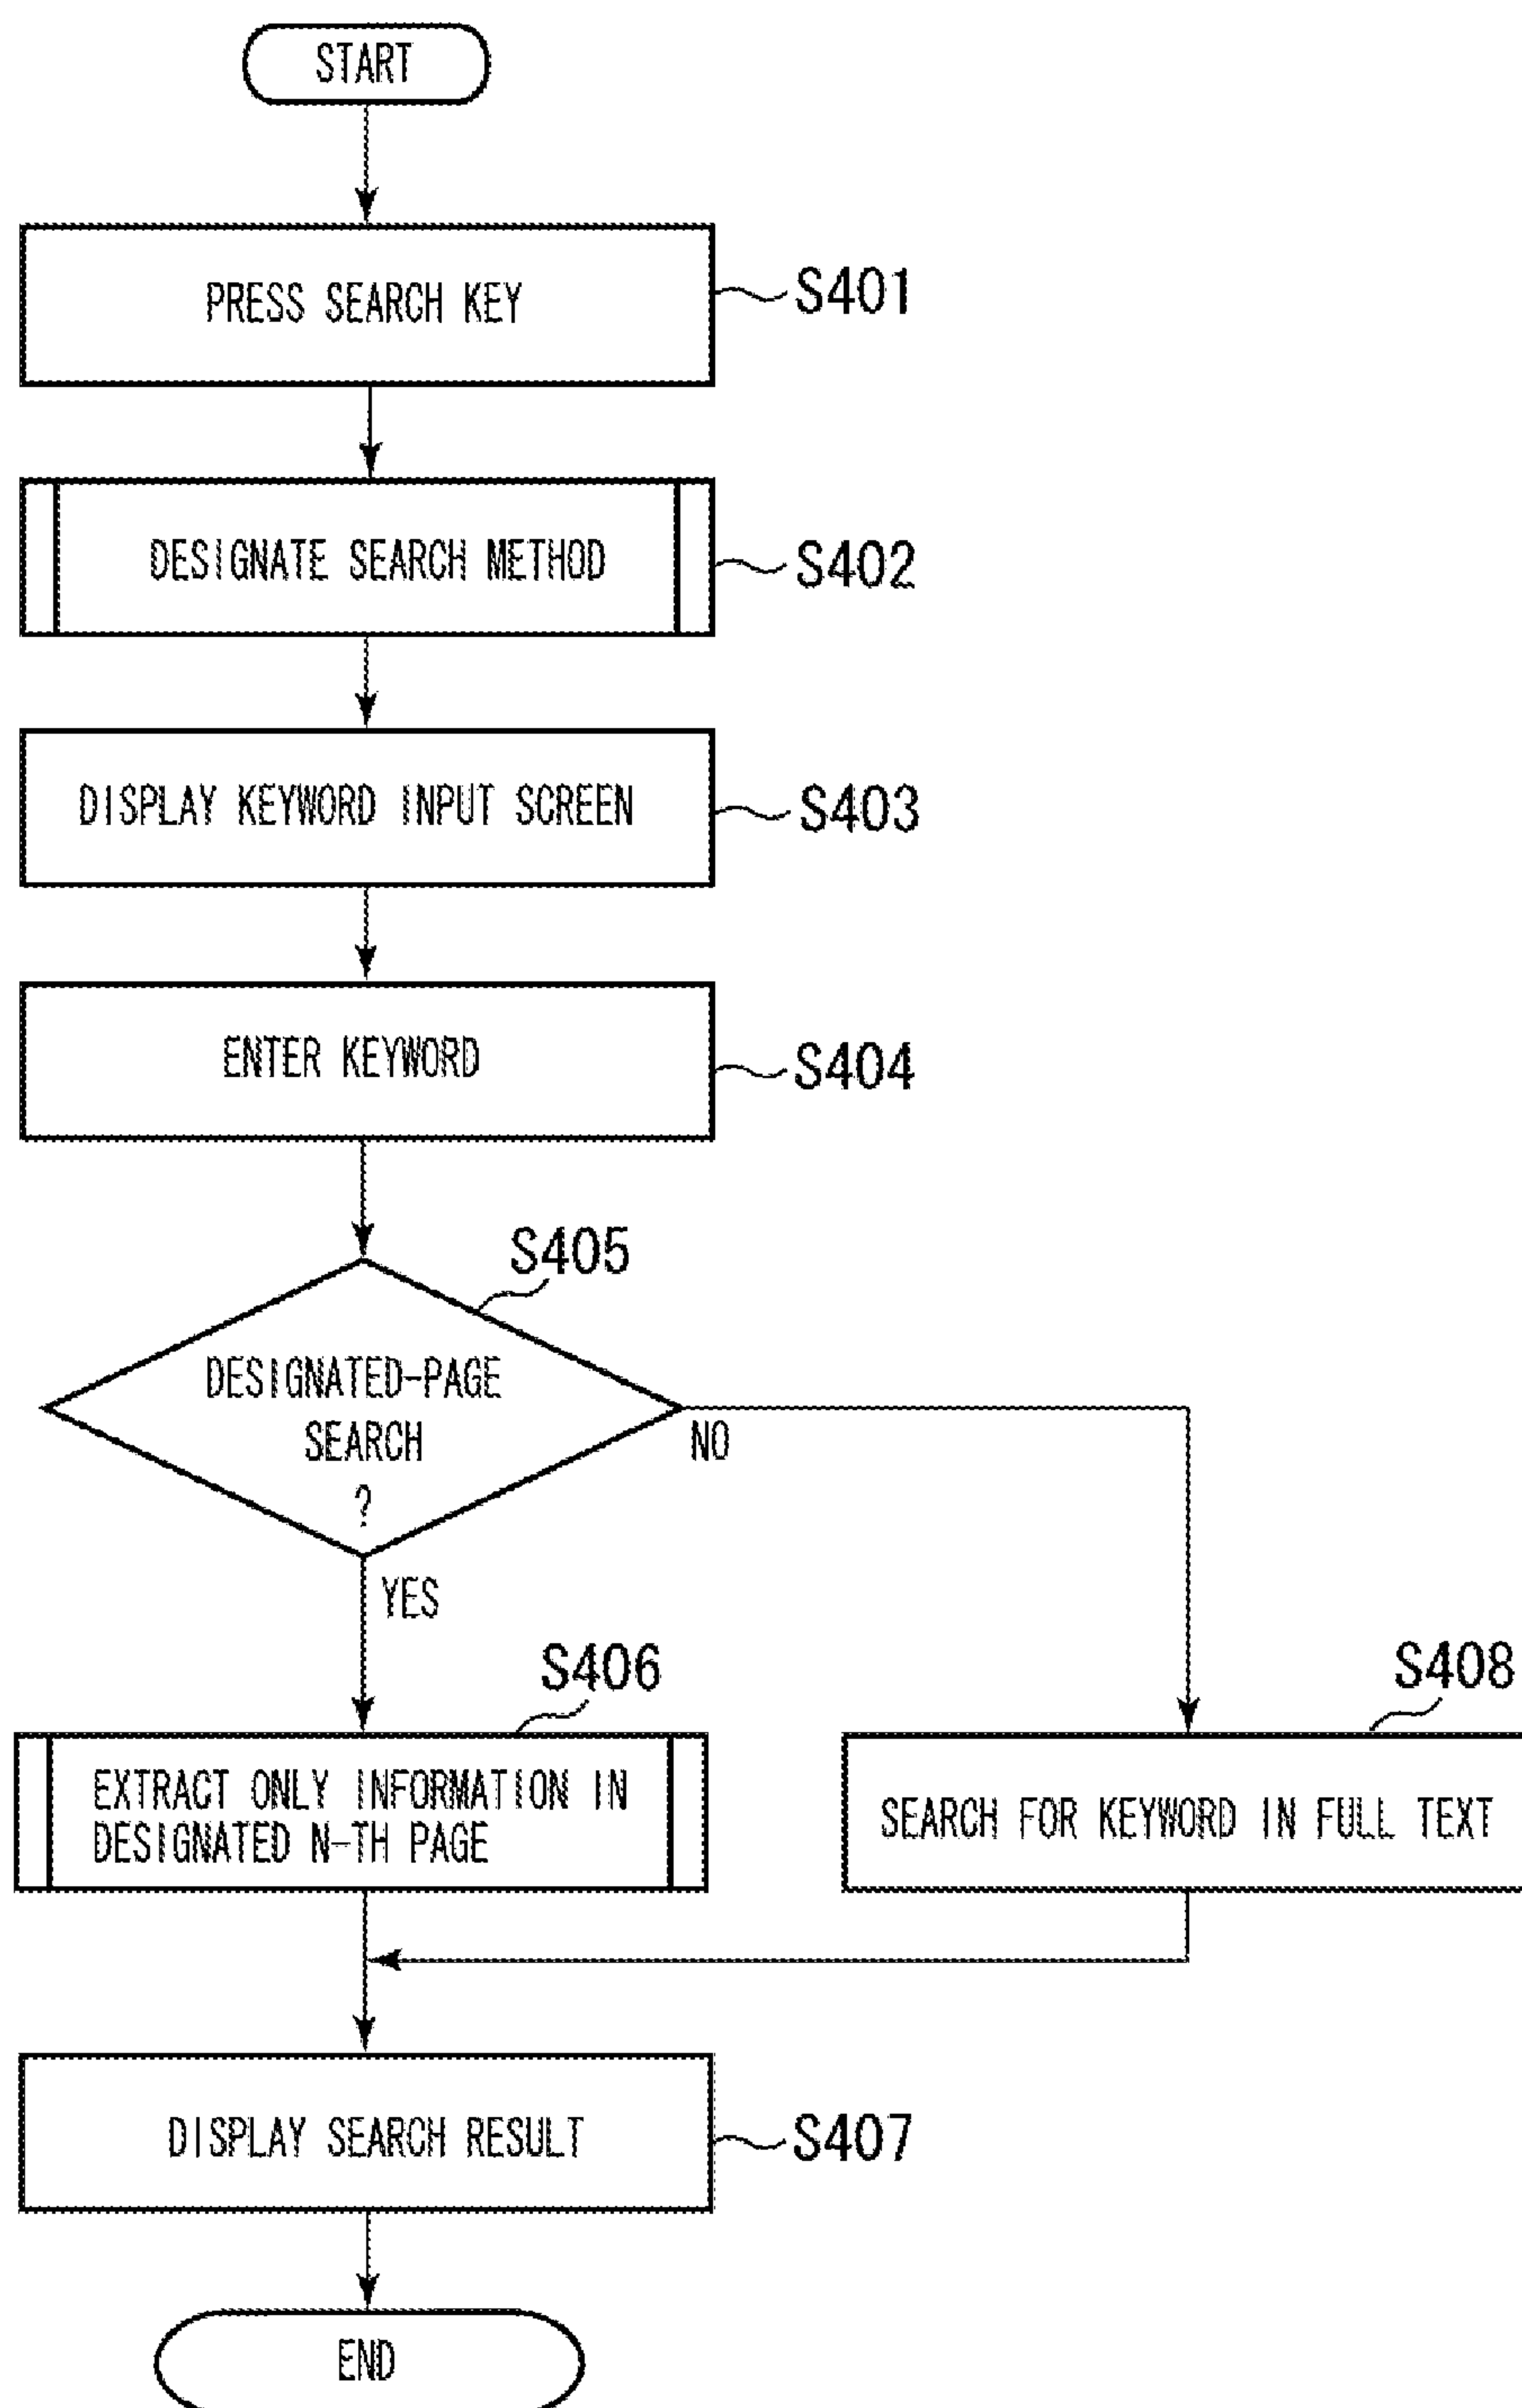 START
PRESS SEARCH KEY
S401
DESIGNATE SEARCH METHOD
S402
DISPLAY KEYWORD INPUT SCREEN
S403
ENTER KEYWORD
S404
S405
DESIGNATED-PAGE
SEARCH
?
NO
YES
S406
EXTRACT ONLY INFORMATION IN
DESIGNATED N-TH PAGE
S408
SEARCH FOR KEYWORD IN FULL TEXT
DISPLAY SEARCH RESULT
S407
END